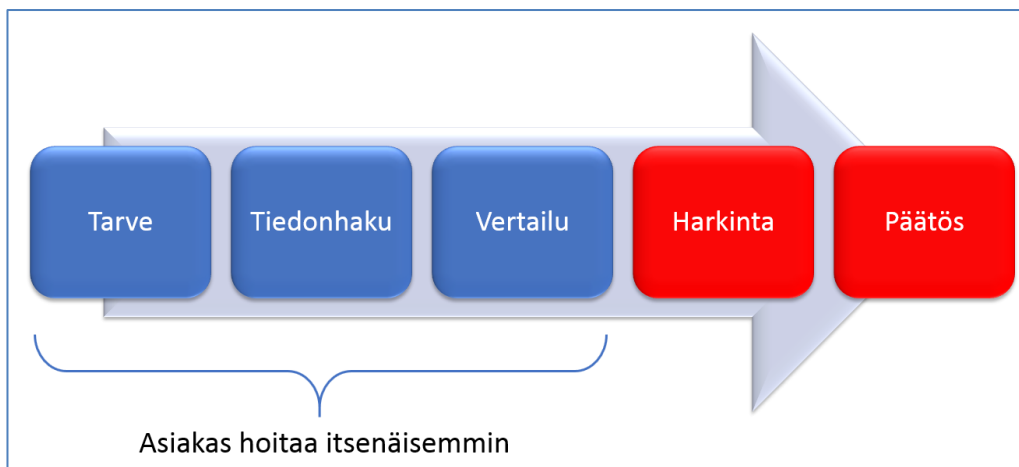 Tarve
Tiedonhaku
Vertailu
Harkinta
Päätös
Asiakas hoitaa itsenäisemmin